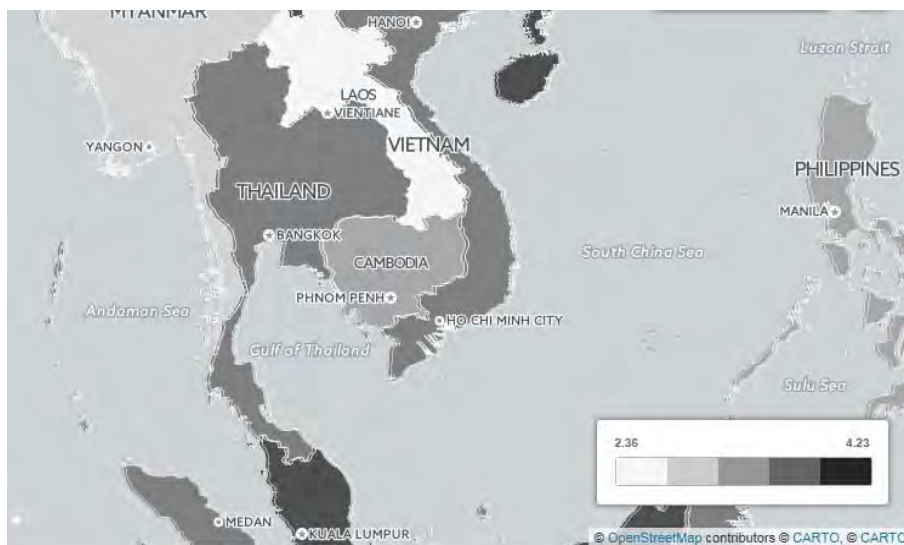 MYANMAR
HANOI
Luzon Strait
LAOS
VIENTIANE
YANGON
VIETNAM
PHILIPPINES
THAILAND
MANILA
BANGKOK
South China Sea
CAMBODIA
PHNOM PENH
Andaman Sea
HO CHI MINH CITY
Gulf of Thailand
Sulu Sea
2.36 4.23
MEDAN
KUALA LUMPUR
© OpenStreetMap contributors © CARTO, © CARTO